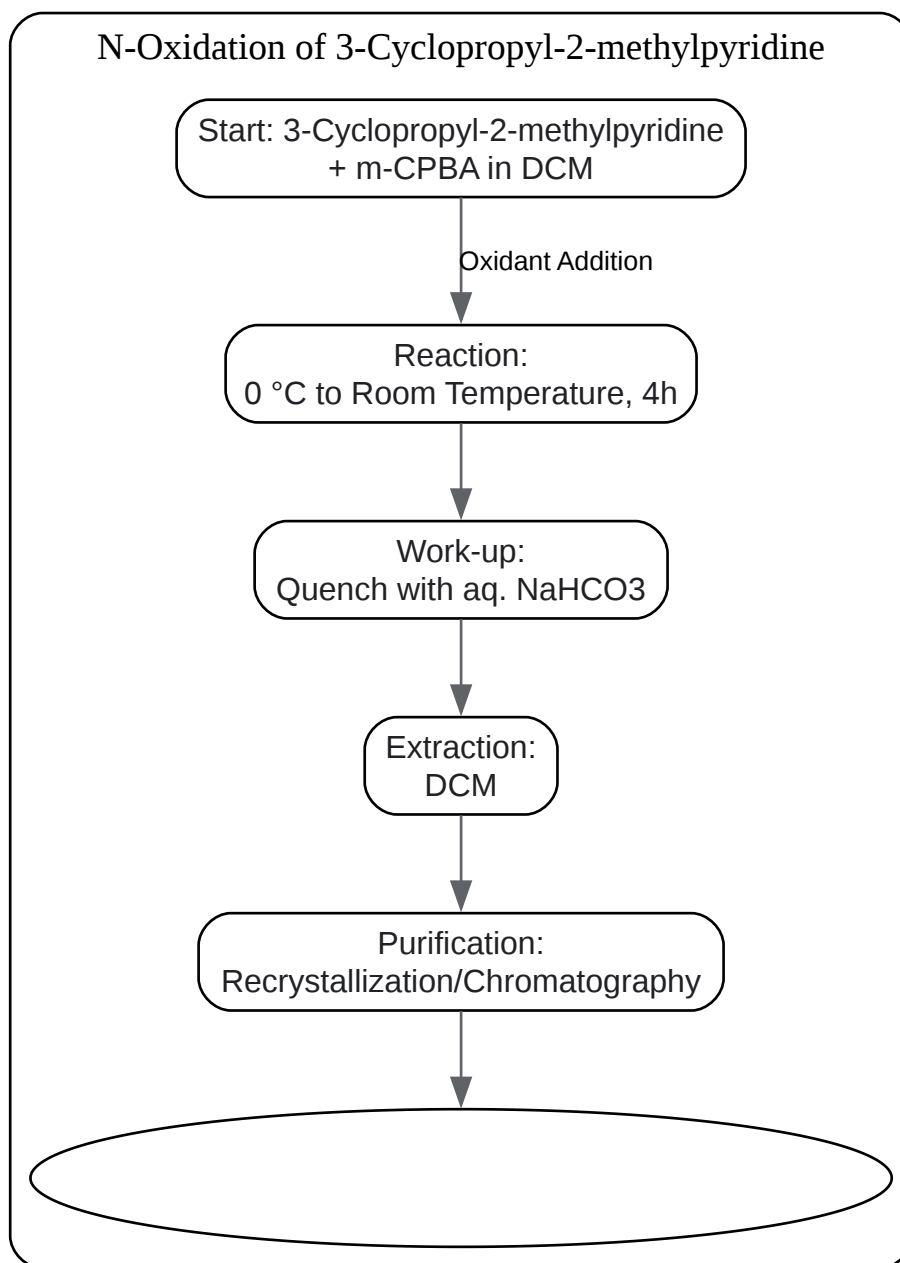 N-Oxidation of 3-Cyclopropyl-2-methylpyridine
Start: 3-Cyclopropyl-2-methylpyridine
+ m-CPBA in DCM
Oxidant Addition
Reaction:
0 °C to Room Temperature, 4h
Work-up:
Quench with aq. NaHCO3
Extraction:
DCM
Purification:
Recrystallization/Chromatography